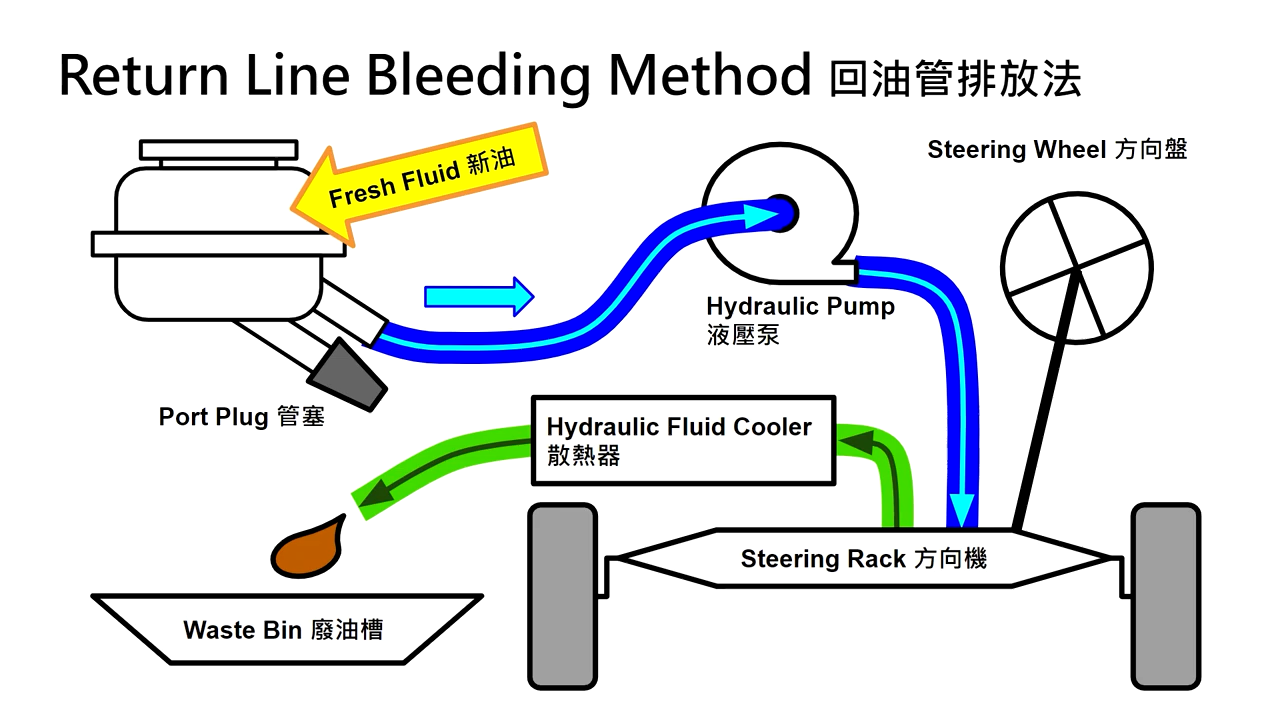 Return Line Bleeding Method 回油管排放法
Fresh Fluid 新油
Steering Wheel 方向盤
Hydraulic Pump
液壓泵
Port Plug 管塞
Hydraulic Fluid Cooler
散熱器
Steering Rack 方向機
Waste Bin 廢油槽